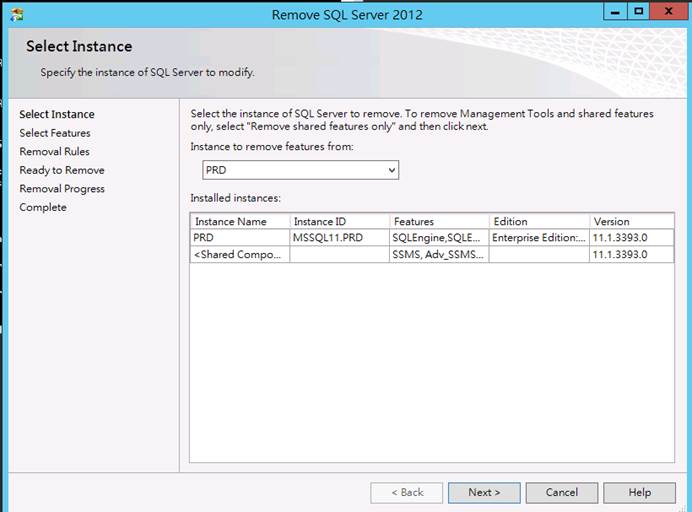 Remove SQL Server 2012
Select Instance
Specify the instance of SQL Server to modify.
Select Instance
Select Features
Removal Rules
Ready to Remove
Removal Progress
Complete
Select the instance of SQL Server to remove. To remove Management Tools and shared features
only, select "Remove shared features only" and then click next.
Instance to remove features from:
PRD
Installed instances:
Instance Name Instance ID Features Edition Version
PRD MSSQL11.PRD SQLEngine,SQLE... Enterprise Edition:... 11.1.3393.0
<Shared Compo... SSMS, Adv_SSMS... 11.1.3393.0
< Back Next > Cancel Help